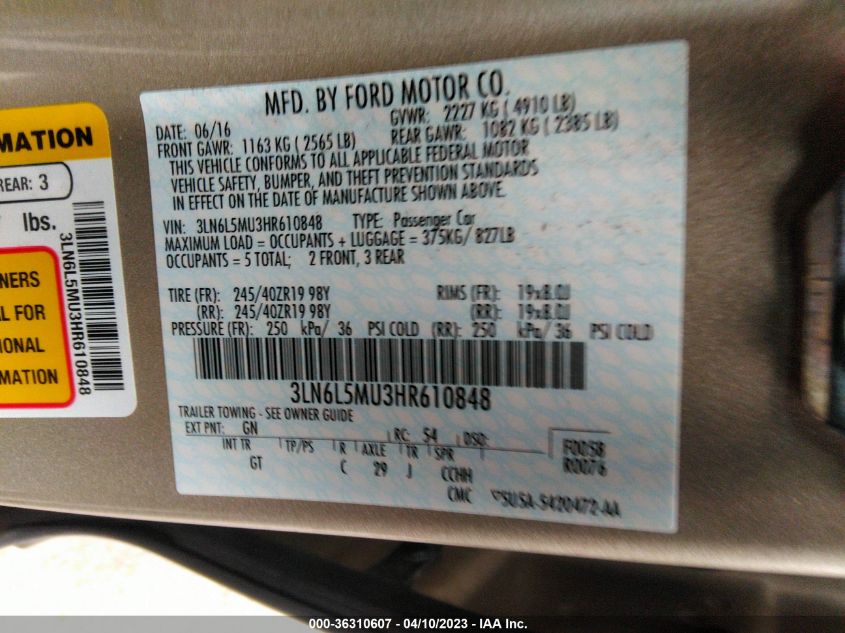 MFD. BY FORD MOTOR CO.
DATE: 06/16 GVWR: 2227 KG ( 4910 LB)
FRONT GAWR: 1163 KG ( 2565 LB) REAR GAWR: 1082 KG ( 2385 LB)
THIS VEHICLE CONFORMS TO ALL APPLICABLE FEDERAL MOTOR
VEHICLE SAFETY, BUMPER, AND THEFT PREVENTION STANDARDS
IN EFFECT ON THE DATE OF MANUFACTURE SHOWN ABOVE.
VIN: 3LN6L5MU3HR610848 TYPE: Passenger Car
MAXIMUM LOAD = OCCUPANTS + LUGGAGE = 375KG/ 827LB
OCCUPANTS = 5 TOTAL; 2 FRONT, 3 REAR
TIRE (FR): 245/40ZR19 98Y RIMS (FR): 19x8.0J
(RR): 245/40ZR19 98Y (RR): 19x8.0J
PRESSURE (FR): 250 kPa/ 36 PSI COLD (RR): 250 kPa/ 36 PSI COLD
3LN6L5MU3HR610848
TRAILER TOWING - SEE OWNER GUIDE
EXT PNT: GN RC: 54 DSO: F0058
INT TR TP/PS R AXLE TR SPR R0076
GT C 29 J CCHH
CMC 5U5A-5420472-AA
MATION
REAR: 3
lbs.
NERS
AL FOR
IONAL
MATION
3LN6L5MU3HR610848
000-36310607 - 04/10/2023 - IAA Inc.